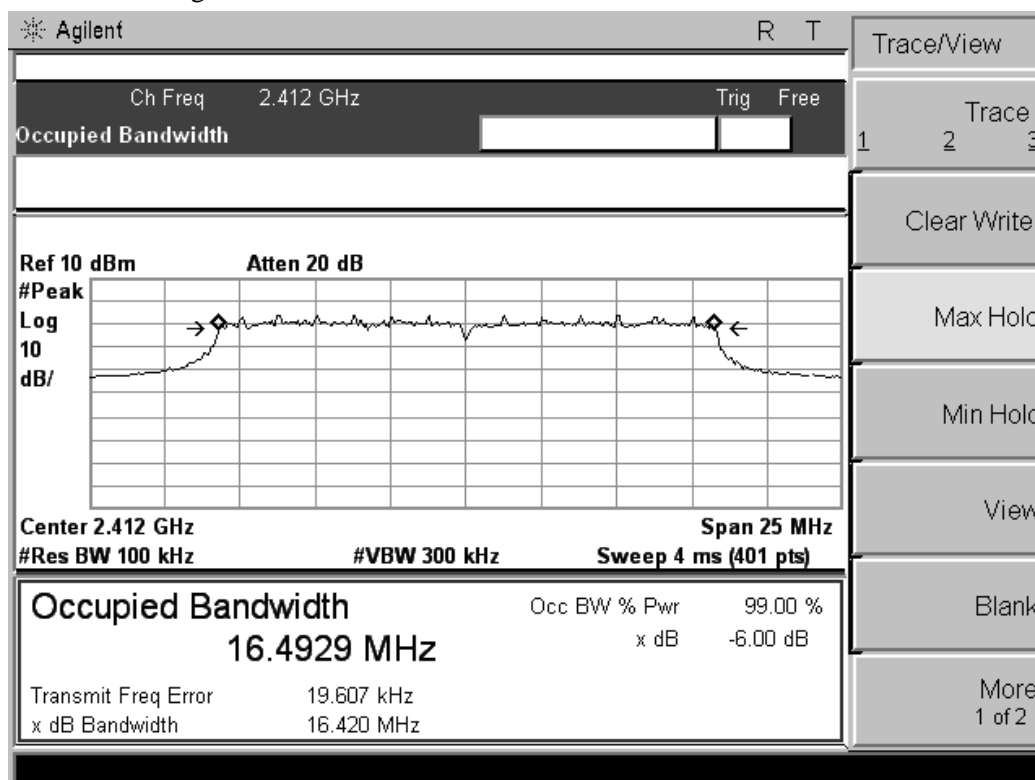 Agilent R T
Trace/View
Ch Freq 2.412 GHz Trig Free
Occupied Bandwidth
Trace
1 2 3
Clear Write
Ref 10 dBm Atten 20 dB
#Peak
Log
10
dB/
Max Hold
Min Hold
View
Center 2.412 GHz Span 25 MHz
#Res BW 100 kHz #VBW 300 kHz Sweep 4 ms (401 pts)
Occupied Bandwidth Occ BW % Pwr 99.00 %
16.4929 MHz x dB -6.00 dB
Blank
Transmit Freq Error 19.607 kHz
x dB Bandwidth 16.420 MHz
More
1 of 2